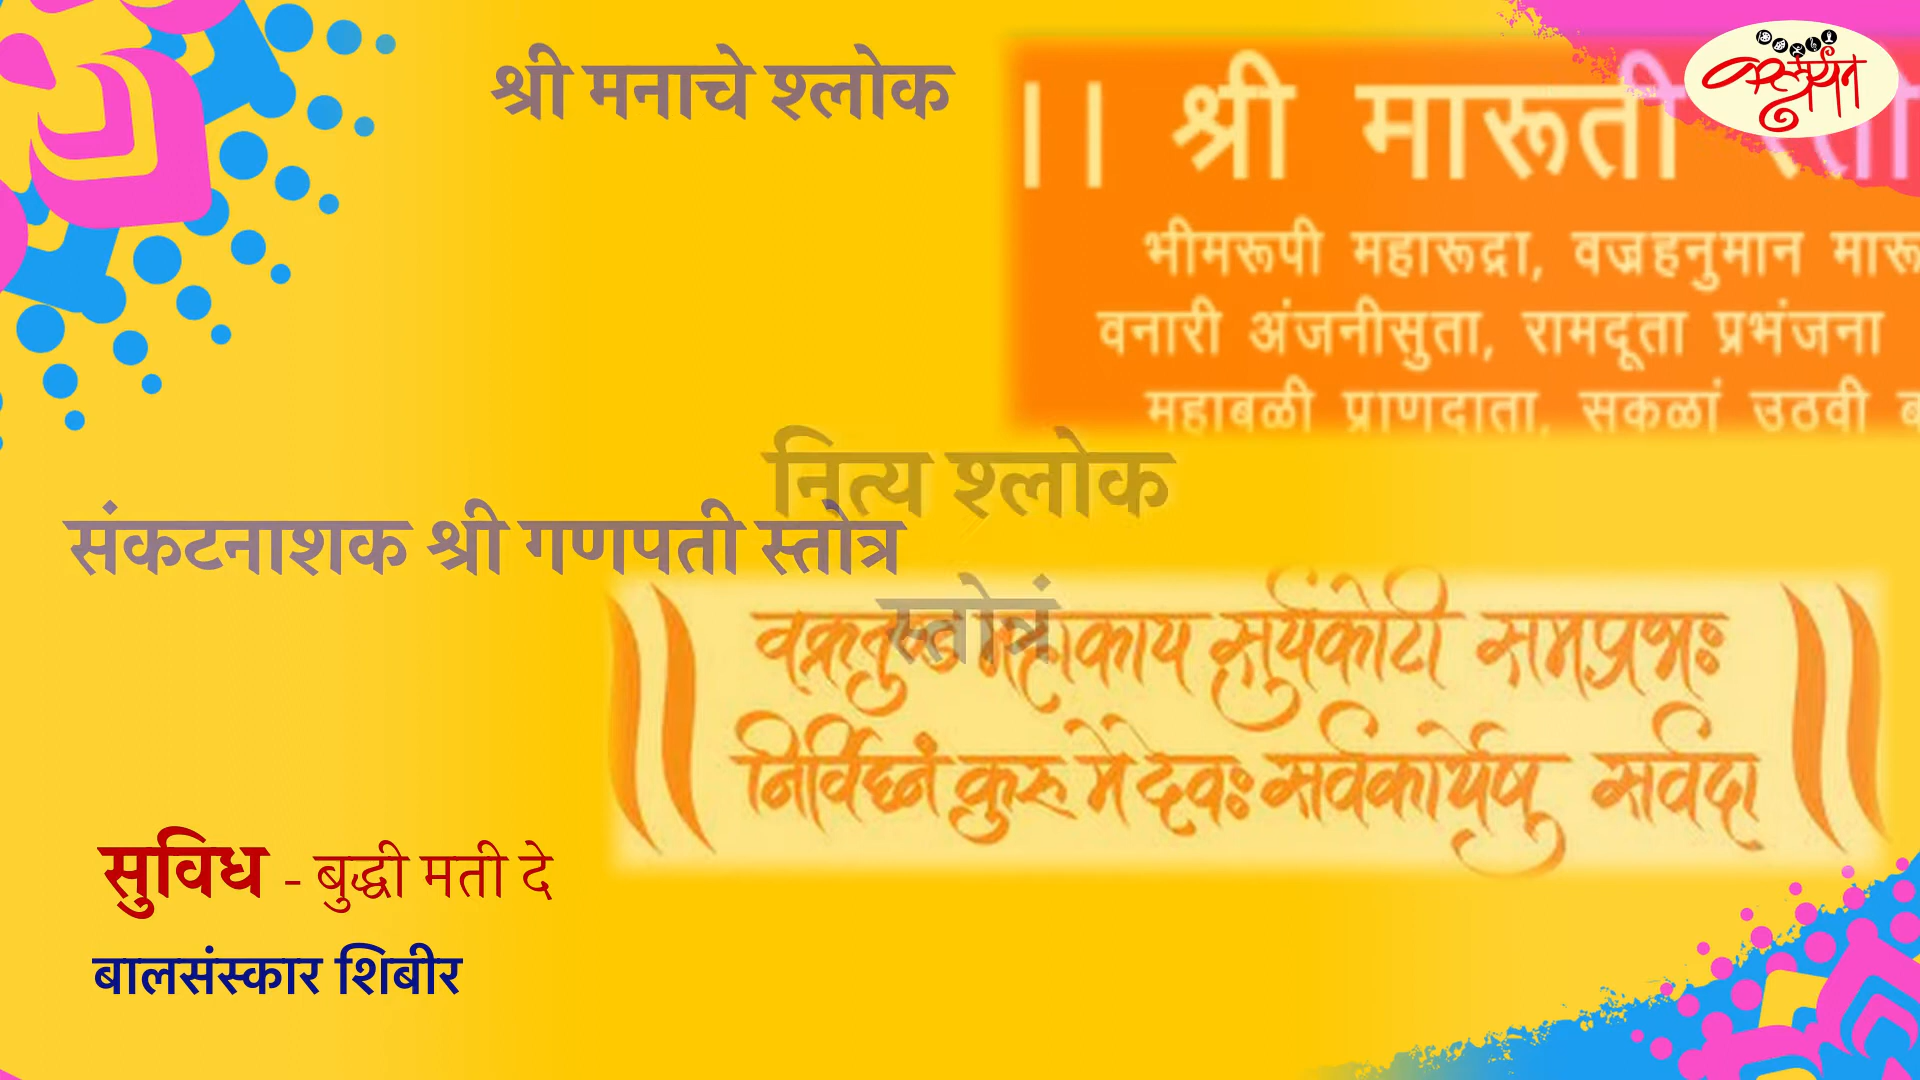 श्री मनाचे श्लोक
|| श्री मारूती
भीमरूपी महारूद्रा, वज्रहनुमान
वनारी अंजनीसुता, रामदूता प्रभंजना
महाबळी प्राणदाता, सकळां उठवी
नित्य श्लोक
संकटनाशक श्री गणपती स्तोत्र
स्तोत्रं
|| वक्रतुण्ड महाकाय सुर्यकोटी समप्रभः
निर्विघ्नं कुरु मे देवः सर्वकार्येषु सर्वदा ||
सुविध - बुद्धी मती दे
बालसंस्कार शिबीर